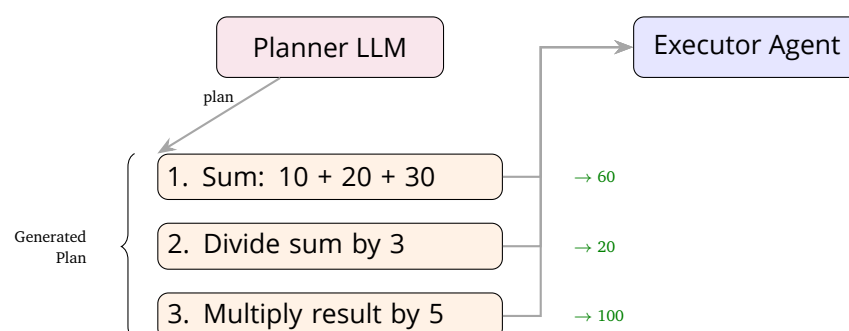 Planner LLM
Executor Agent
plan
1. Sum: 10 + 20 + 30
→ 60
Generated
Plan
2. Divide sum by 3
→ 20
3. Multiply result by 5
→ 100